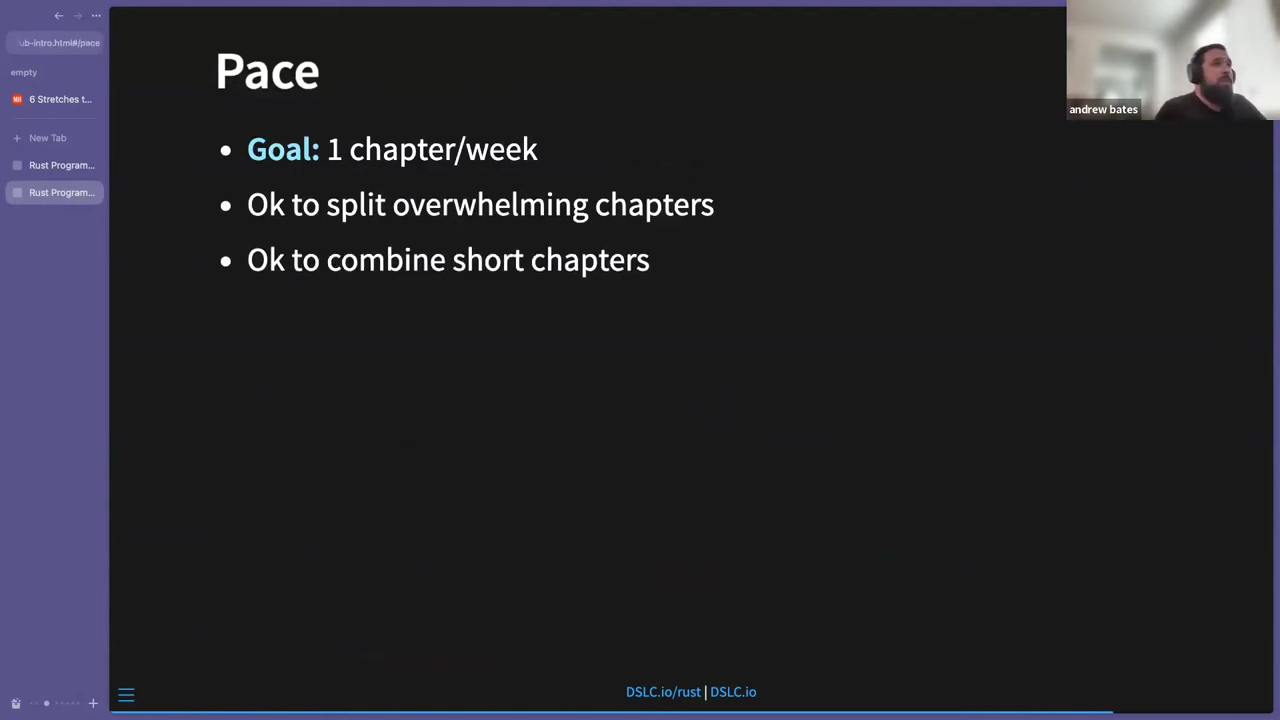 ub-intro.html#/pace
empty
6 Stretches t...
New Tab
Rust Program...
Rust Program...
Pace
Goal: 1 chapter/week
Ok to split overwhelming chapters
Ok to combine short chapters
andrew bates
DSLC.io/rust | DSLC.io